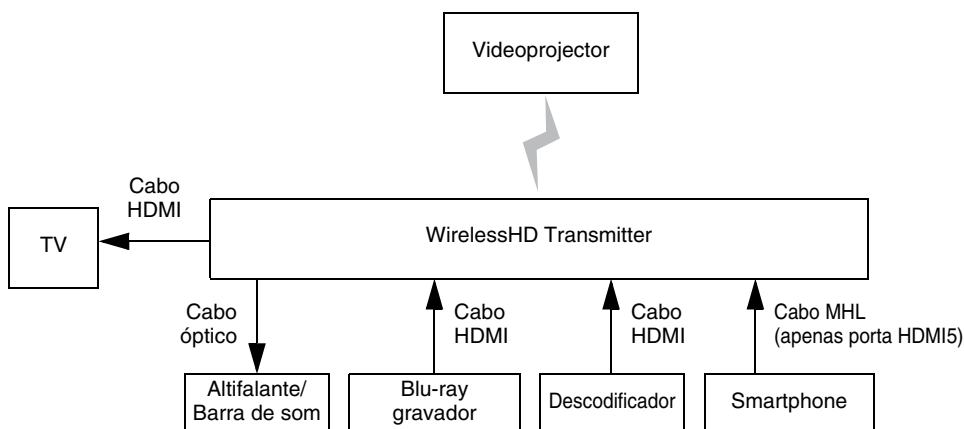 Videoprojector
Cabo
HDMI
TV
WirelessHD Transmitter
Cabo
óptico
Cabo
HDMI
Cabo
HDMI
Cabo MHL
(apenas porta HDMI5)
Altifalante/
Barra de som
Blu-ray
gravador
Descodificador
Smartphone